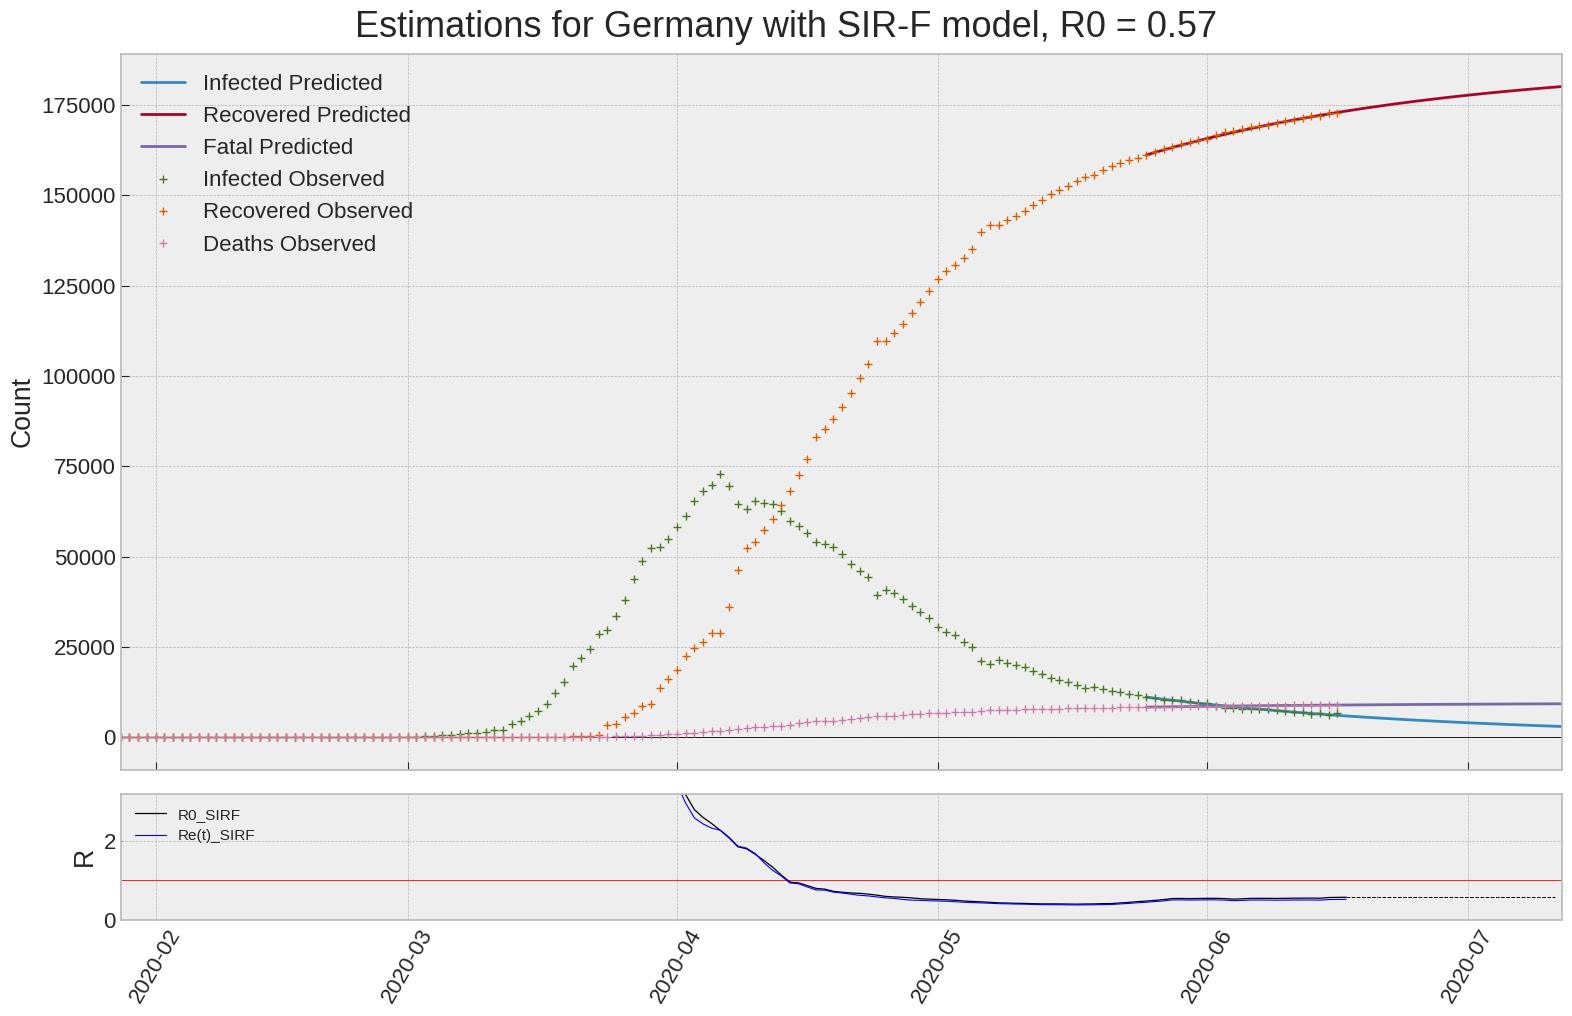 Estimations for Germany with SIR-F model, R0 = 0.57
Infected Predicted
Recovered Predicted
Fatal Predicted
Infected Observed
Recovered Observed
Deaths Observed
175000
150000
125000
100000
75000
50000
25000
0
Count
R0_SIRF
Re(t)_SIRF
2
0
R
2020-02
2020-03
2020-04
2020-05
2020-06
2020-07